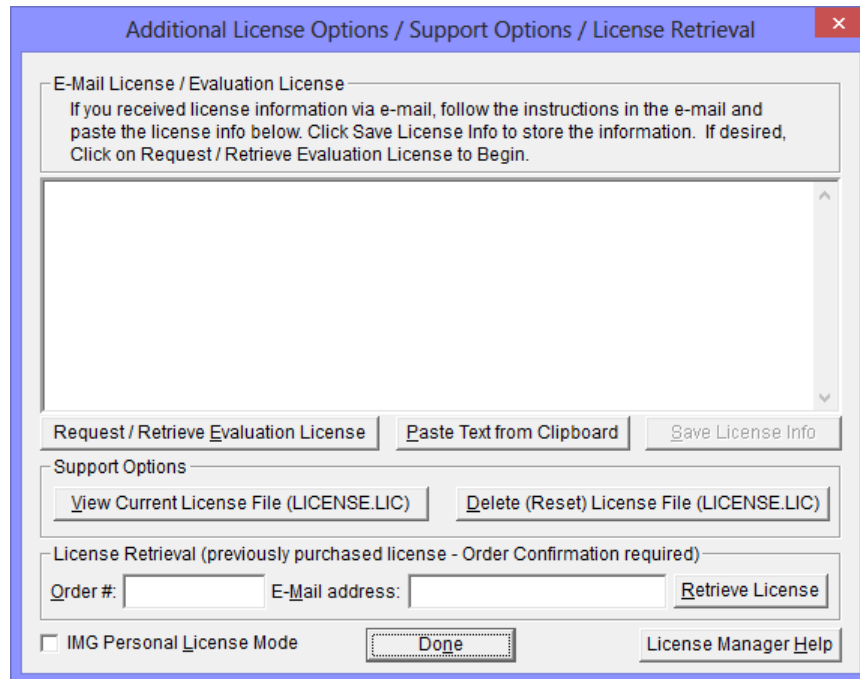 Additional License Options / Support Options / License Retrieval
E-Mail License / Evaluation License
If you received license information via e-mail, follow the instructions in the e-mail and
paste the license info below. Click Save License Info to store the information.  If desired,
Click on Request / Retrieve Evaluation License to Begin.
Request / Retrieve Evaluation License
Paste Text from Clipboard
Save License Info
Support Options
View Current License File (LICENSE.LIC)
Delete (Reset) License File (LICENSE.LIC)
License Retrieval (previously purchased license - Order Confirmation required)
Order #:
E-Mail address:
Retrieve License
IMG Personal License Mode
Done
License Manager Help